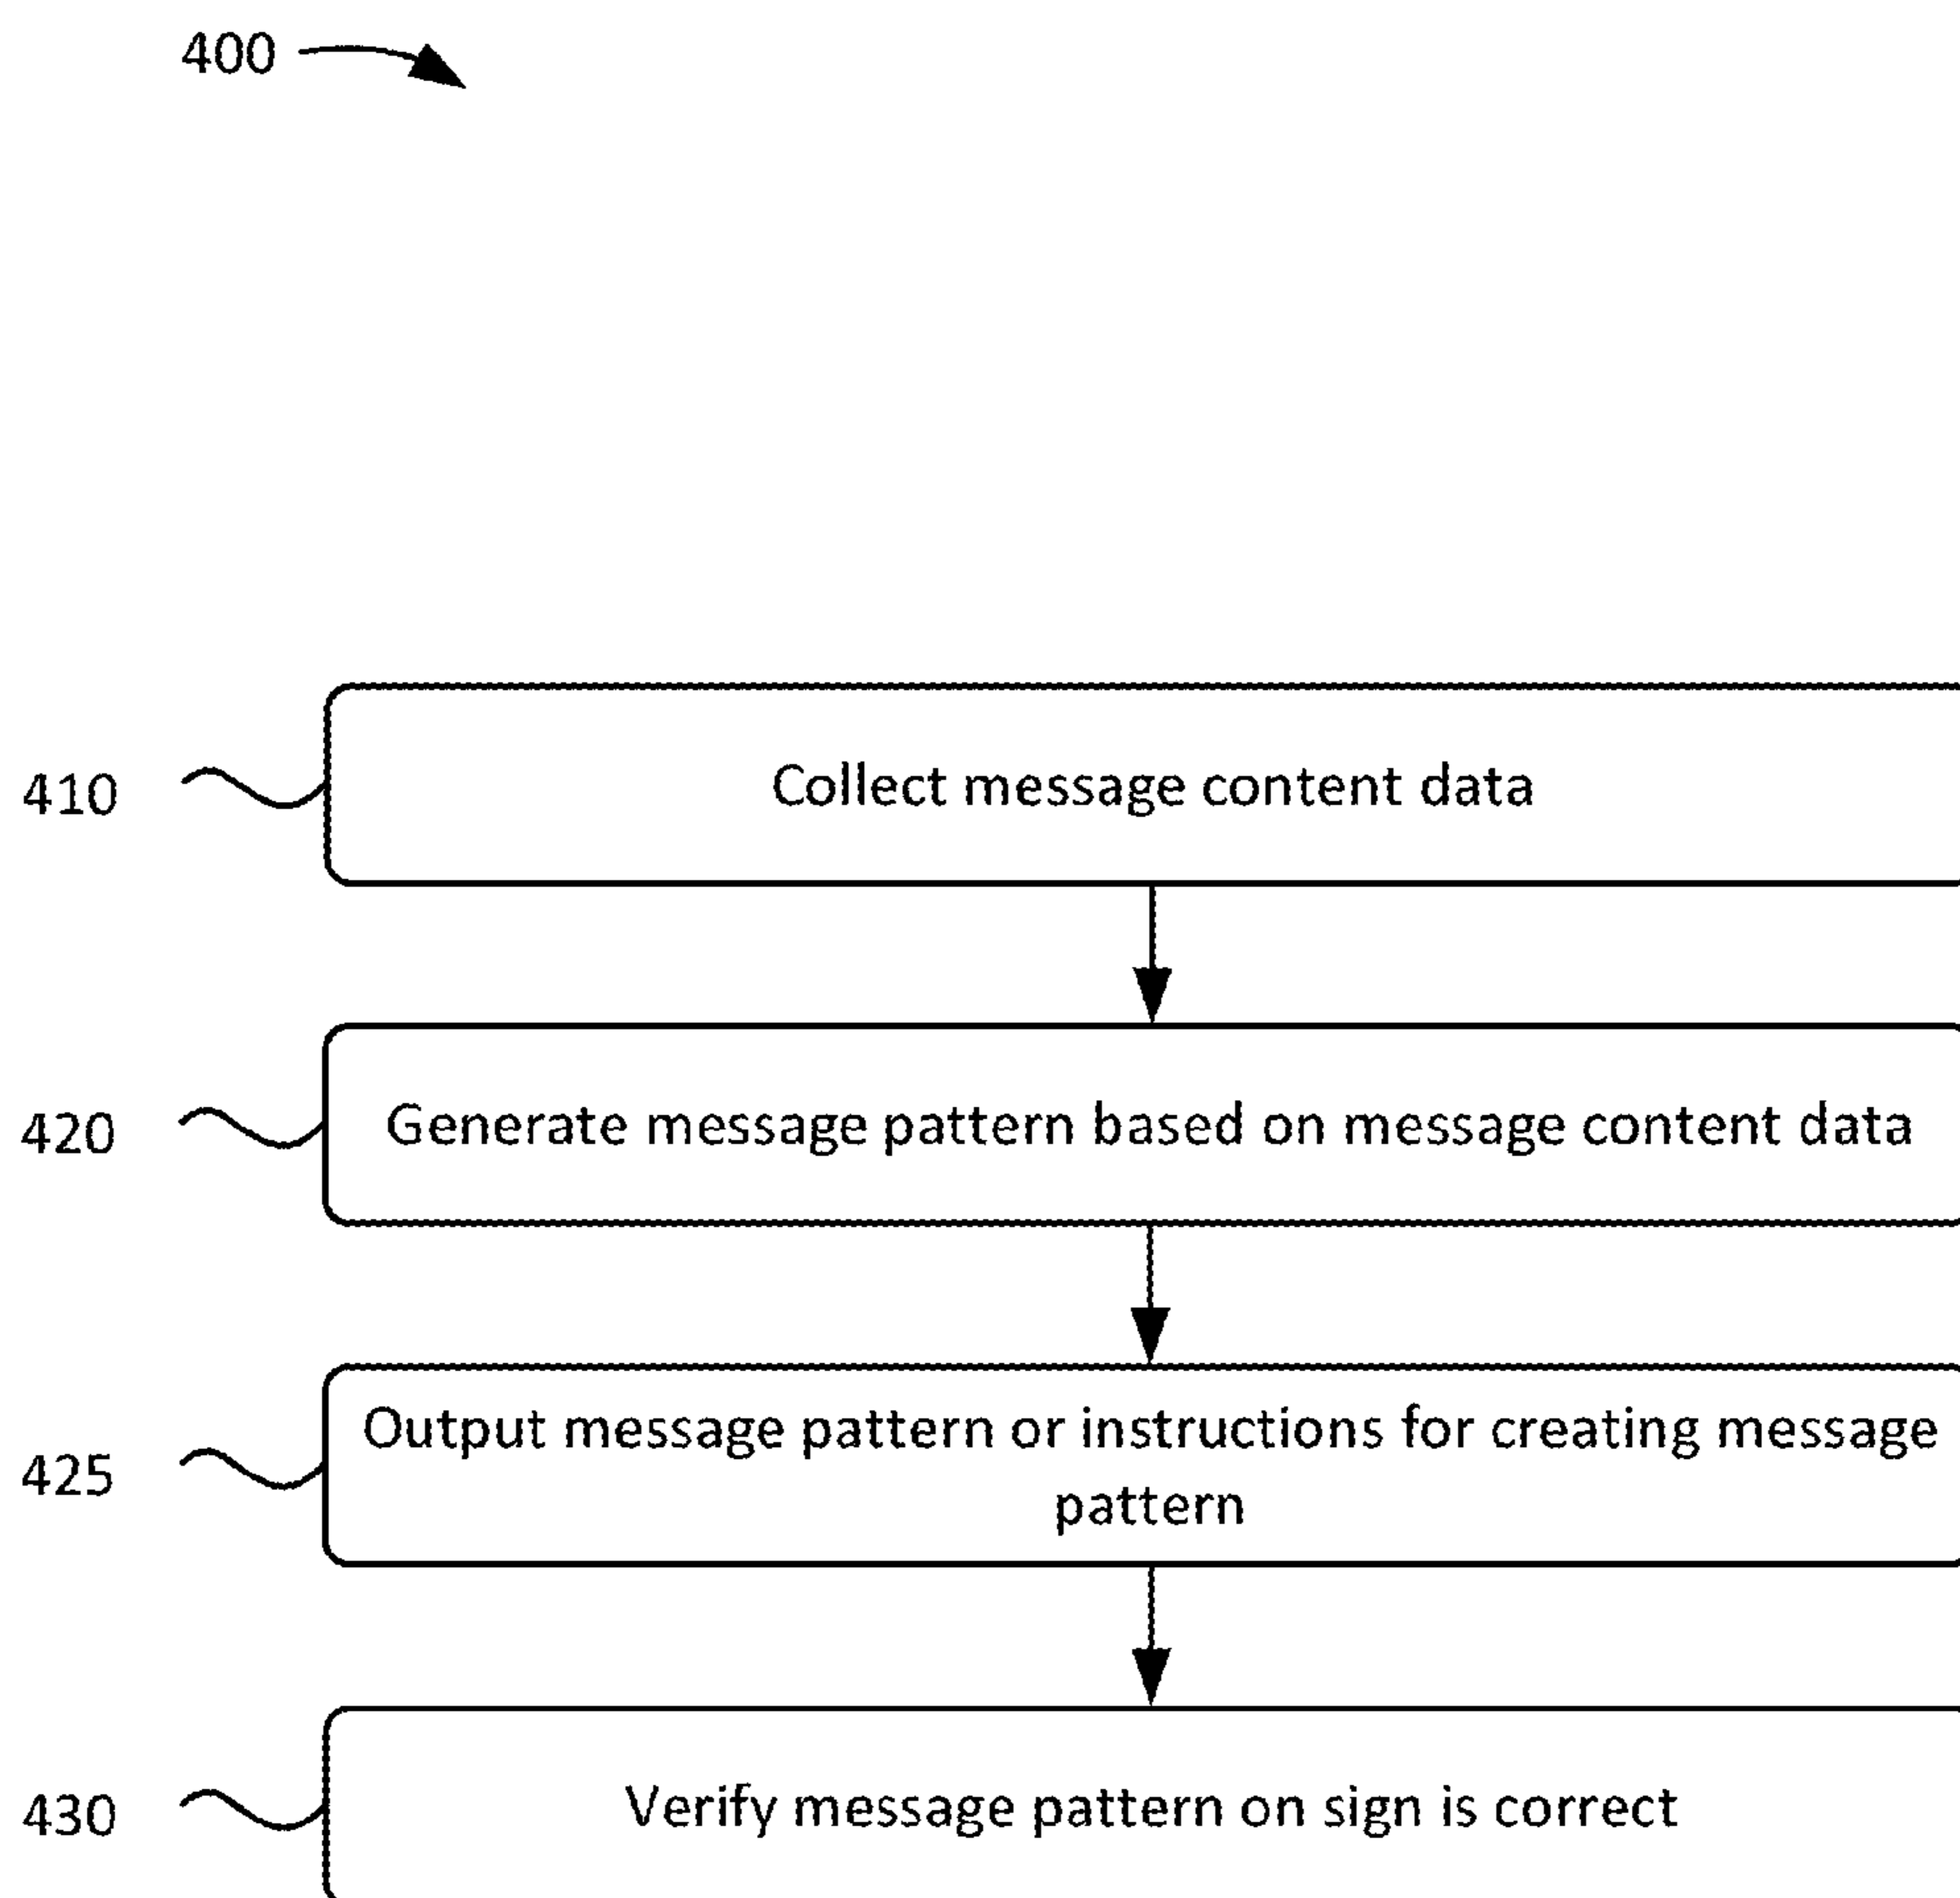 400
410
Collect message content data
420
Generate message pattern based on message content data
425
Output message pattern or instructions for creating message
pattern
430
Verify message pattern on sign is correct